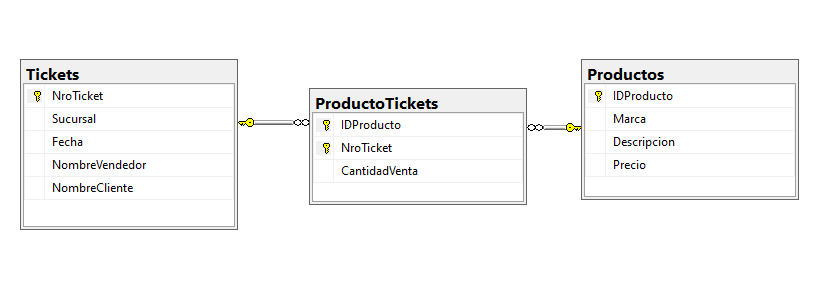 Tickets
NroTicket
Sucursal
Fecha
NombreVendedor
NombreCliente
ProductoTickets
IDProducto
NroTicket
CantidadVenta
Productos
IDProducto
Marca
Descripcion
Precio